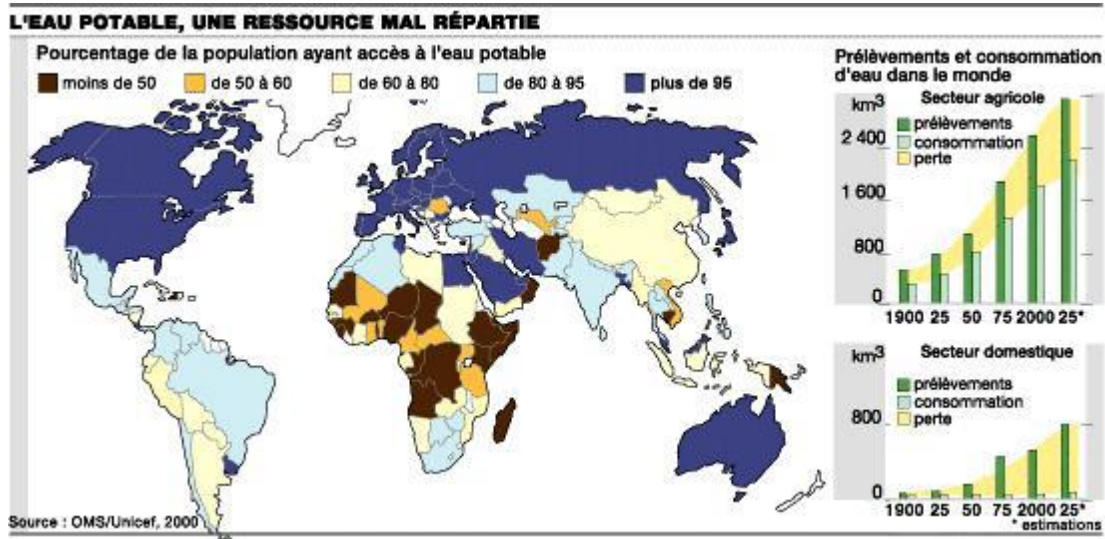 L'EAU POTABLE, UNE RESSOURCE MAL RÉPARTIE
Pourcentage de la population ayant accès à l'eau potable
moins de 50 de 50 à 60 de 60 à 80 de 80 à 95 plus de 95
Prélèvements et consommation
d'eau dans le monde
km3 Secteur agricole
prélèvements
2 400 consommation
perte
1 600
800
0
1900 25 50 75 2000 25*
km3 Secteur domestique
prélèvements
consommation
800 perte
0
1900 25 50 75 2000 25*
* estimations
Source : OMS/Unicef, 2000